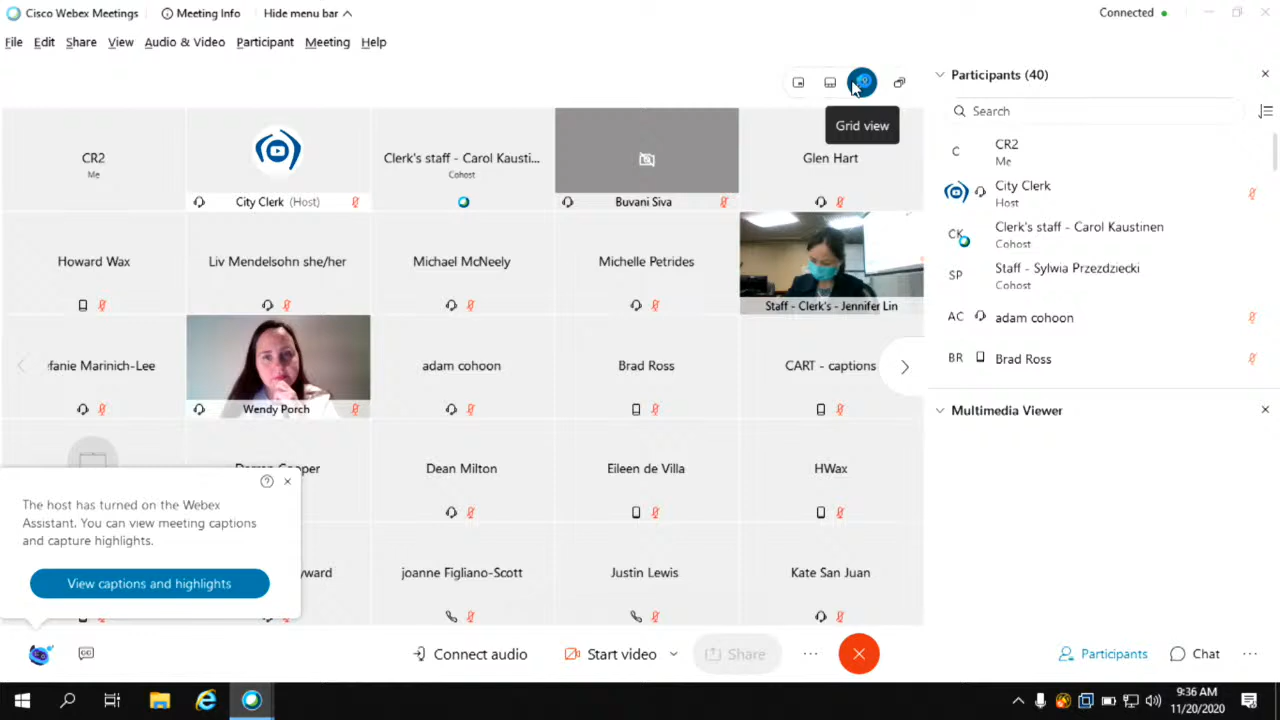 Cisco Webex Meetings
Meeting Info
Hide menu bar
Connected
File Edit Share View Audio & Video Participant Meeting Help
Grid view
CR2
Me
City Clerk (Host)
Clerk's staff - Carol Kausti...
Cohost
Buvani Siva
Glen Hart
Howard Wax
Liv Mendelsohn she/her
Michael McNeely
Michelle Petrides
Staff - Clerk's - Jennifer Lin
fanie Marinich-Lee
Wendy Porch
adam cohoon
Brad Ross
CART - captions
Dean Milton
Eileen de Villa
HWax
yward
joanne Figliano-Scott
Justin Lewis
Kate San Juan
The host has turned on the Webex
Assistant. You can view meeting captions
and capture highlights.
View captions and highlights
Connect audio
Start video
Share
Participants (40)
Search
C
CR2
Me
City Clerk
Host
CK
Clerk's staff - Carol Kaustinen
Cohost
SP
Staff - Sylwia Przezdziecki
Cohost
AC
adam cohoon
BR
Brad Ross
Multimedia Viewer
Participants
Chat
9:36 AM
11/20/2020